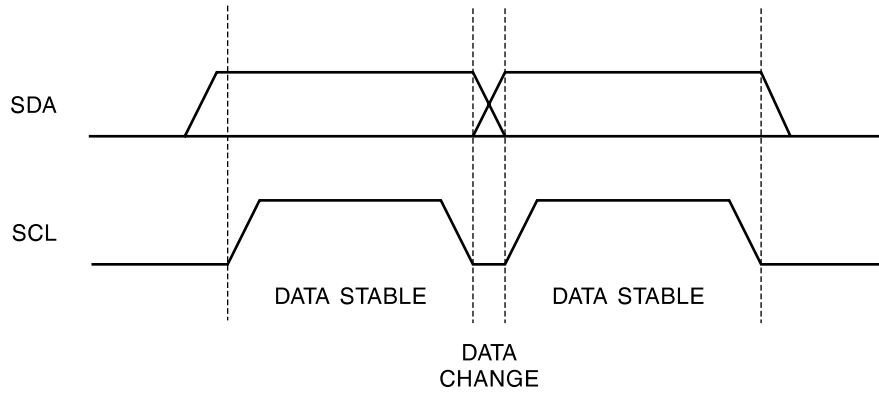 SDA
SCL
DATA STABLE
DATA STABLE
DATA
CHANGE